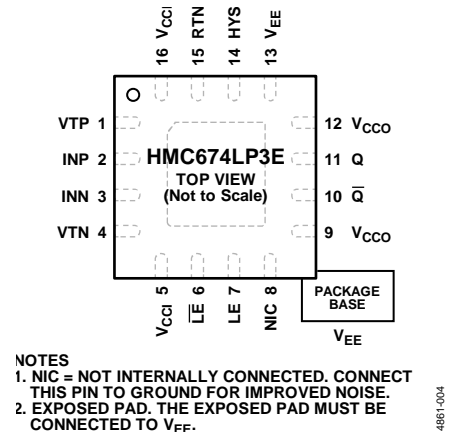 16 VCCI
15 RTN
14 HYS
13 VEE
VTP 1
INP 2
INN 3
VTN 4
HMC674LP3E
TOP VIEW
(Not to Scale)
12 VCCO
11 Q
10 Q̅
9 VCCO
VCCI 5
L̅E̅ 6
LE 7
NIC 8
PACKAGE
BASE
VEE
NOTES
1. NIC = NOT INTERNALLY CONNECTED. CONNECT
THIS PIN TO GROUND FOR IMPROVED NOISE.
2. EXPOSED PAD. THE EXPOSED PAD MUST BE
CONNECTED TO VEE.
4861-004